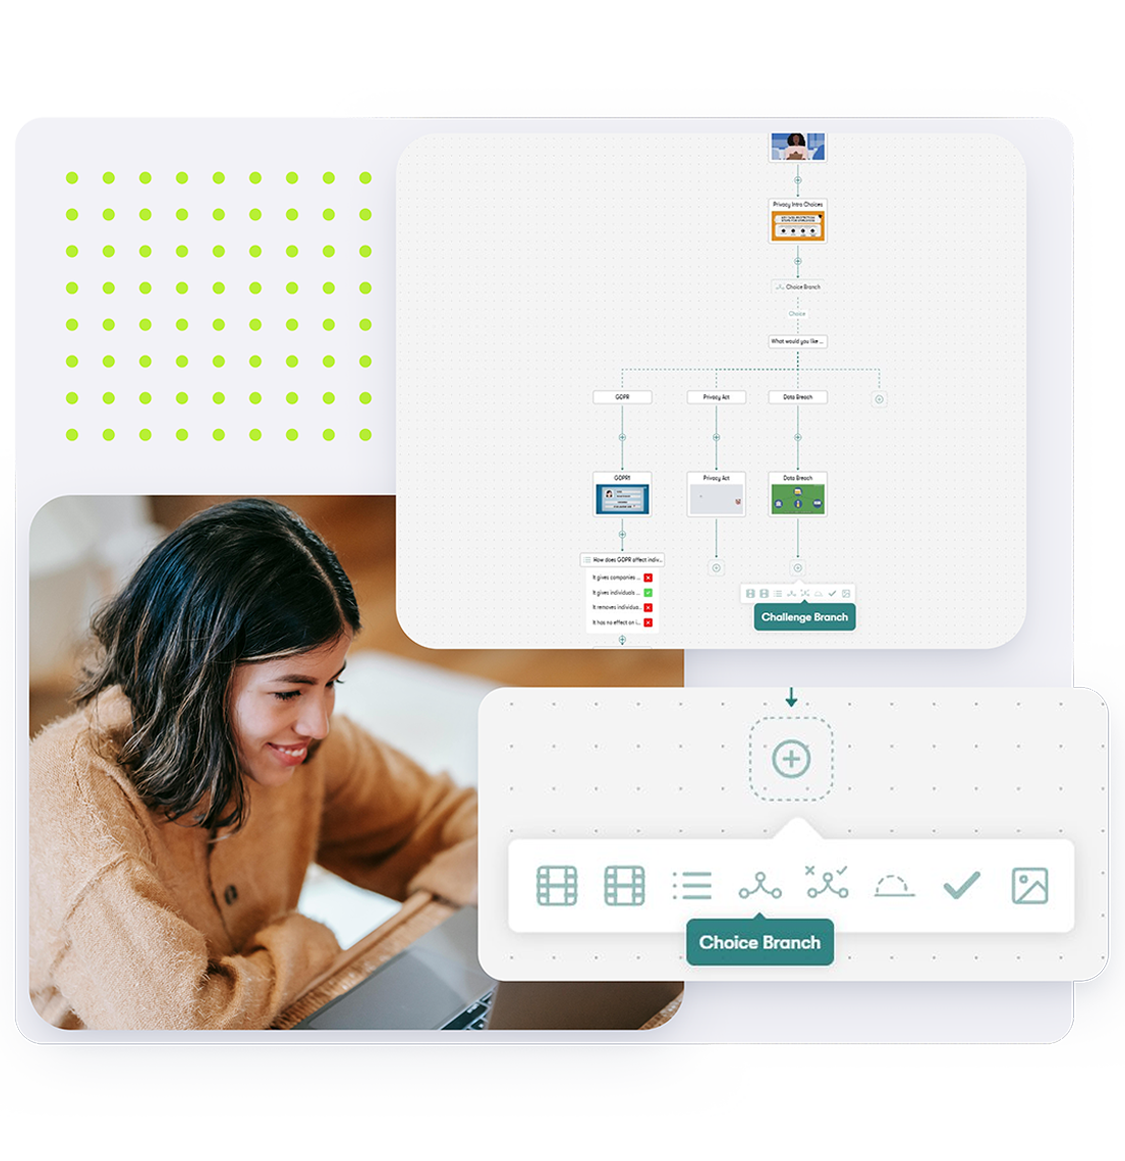 Privacy Intro Choices
Choice Branch
Choice
What would you like ...
GDPR
Privacy Act
Data Breach
GDPR1
Privacy Act
Data Breach
How does GDPR affect indiv...
It gives companies ...
It gives individuals ...
It removes individua...
It has no effect on i...
Challenge Branch
Choice Branch